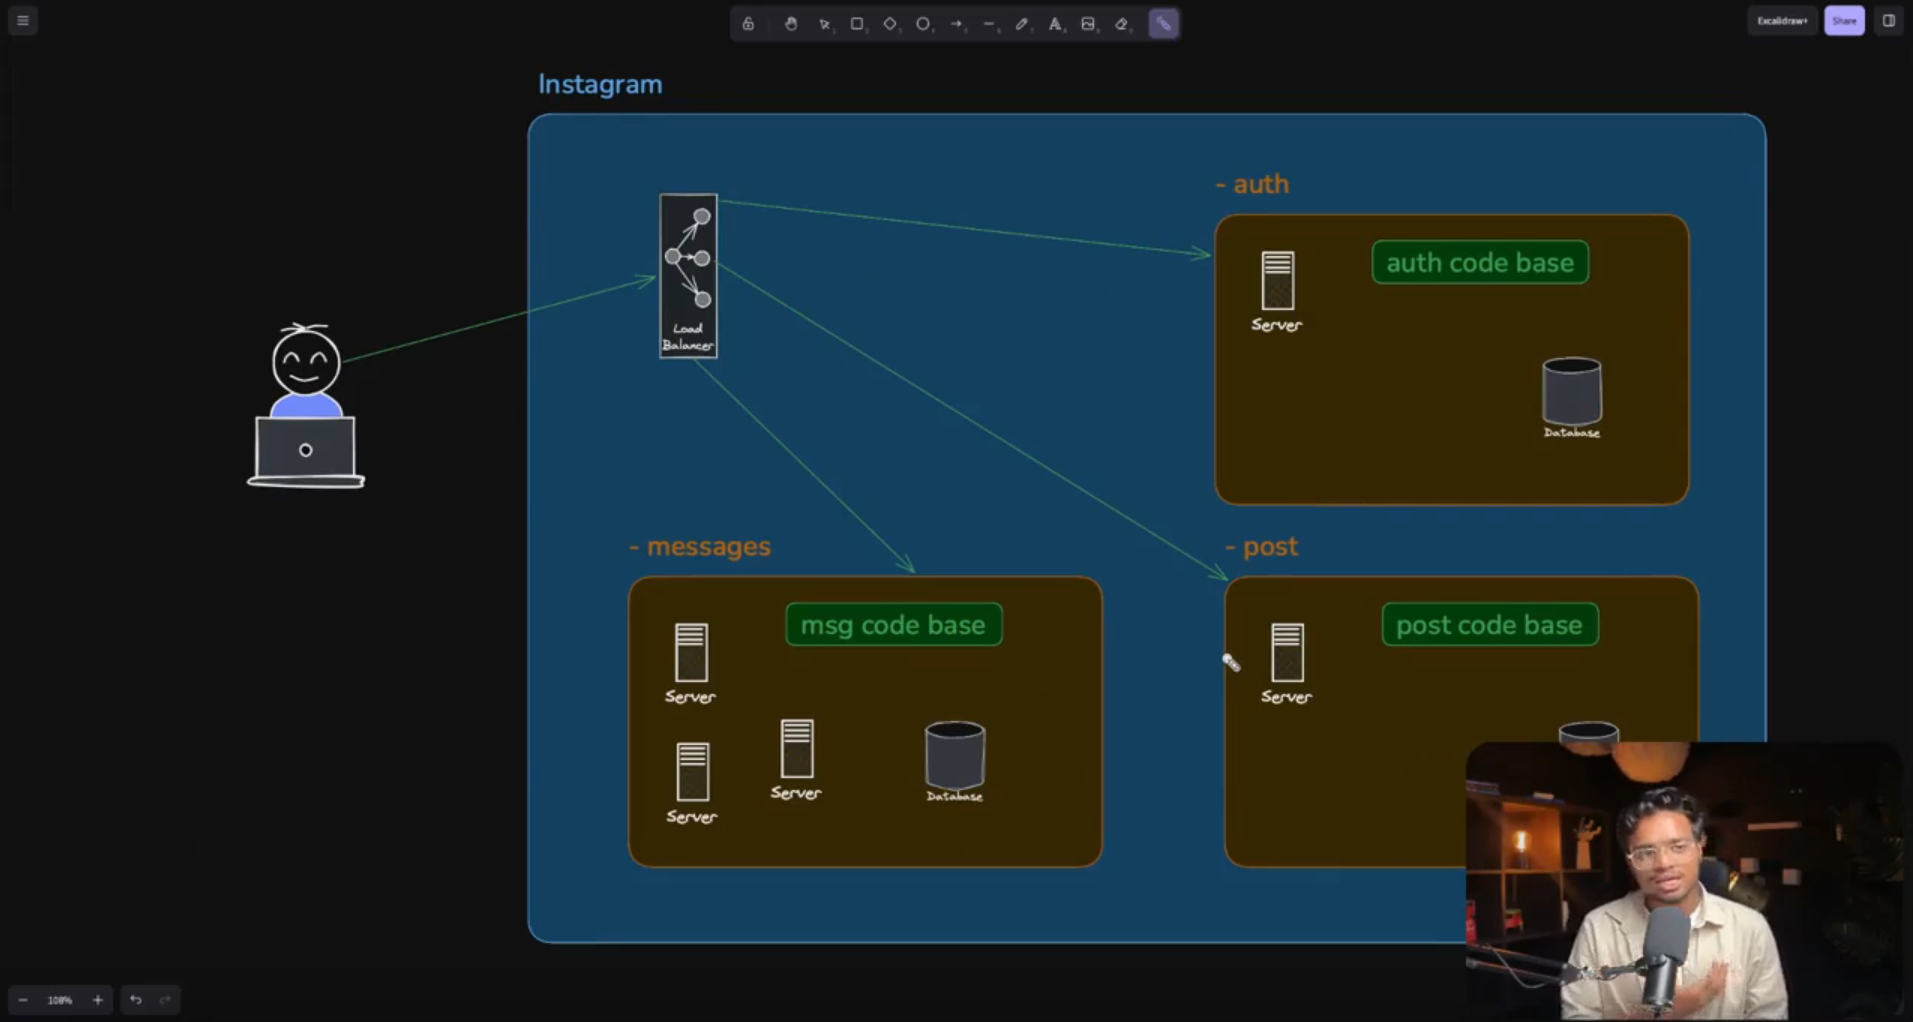 Excalidraw+
Share
Instagram
- auth
auth code base
Server
Database
Load
Balancer
- messages
msg code base
Server
Server
Server
Database
- post
post code base
Server
108%